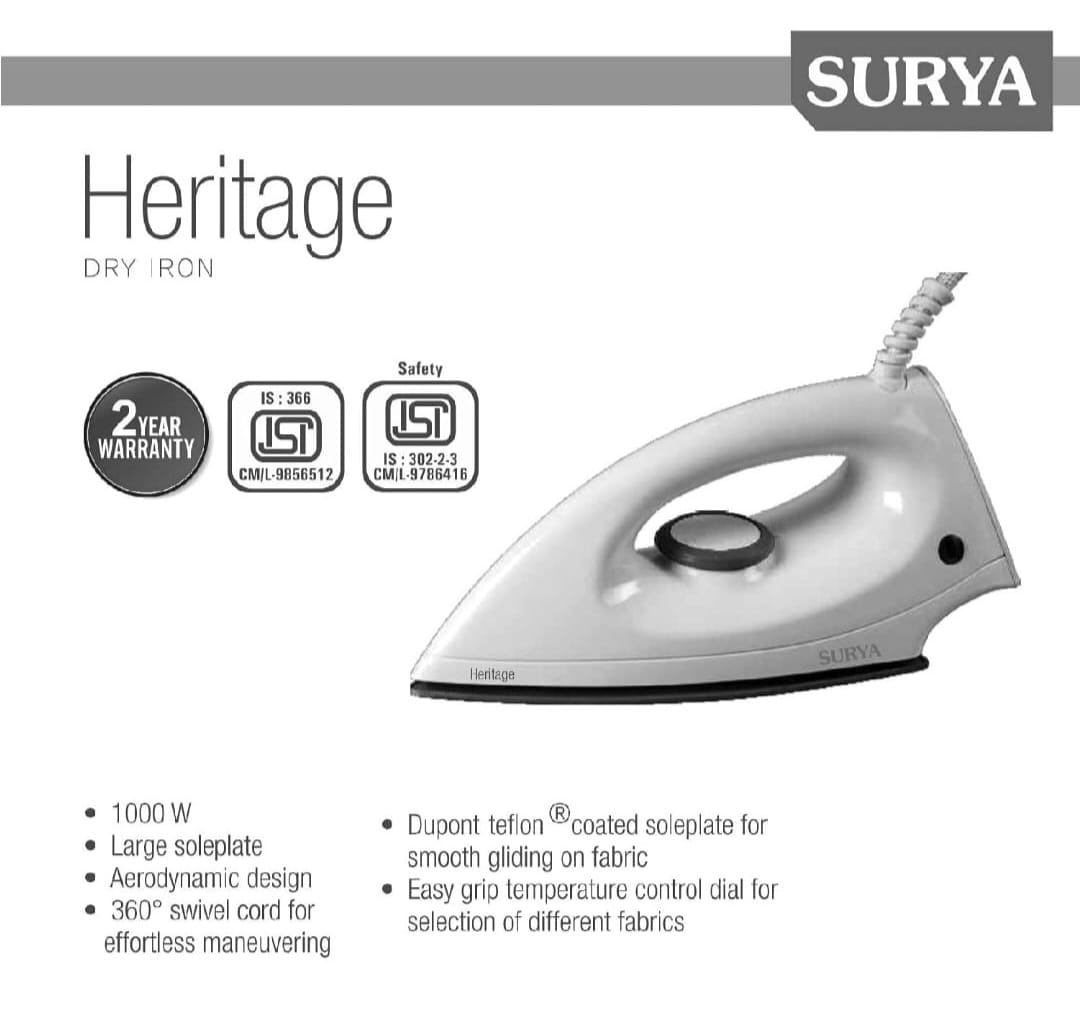 SURYA
Heritage
DRY IRON
2 YEAR
WARRANTY
IS : 366
ISI
CM/L-9856512
Safety
ISI
IS : 302-2-3
CM/L-9786416
Heritage
SURYA
• 1000 W
• Large soleplate
• Aerodynamic design
• 360° swivel cord for
effortless maneuvering
• Dupont teflon ® coated soleplate for
smooth gliding on fabric
• Easy grip temperature control dial for
selection of different fabrics